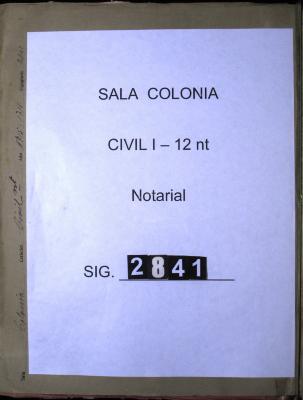 SALA COLONIA
CIVIL I – 12 nt
Notarial
SIG. 2841